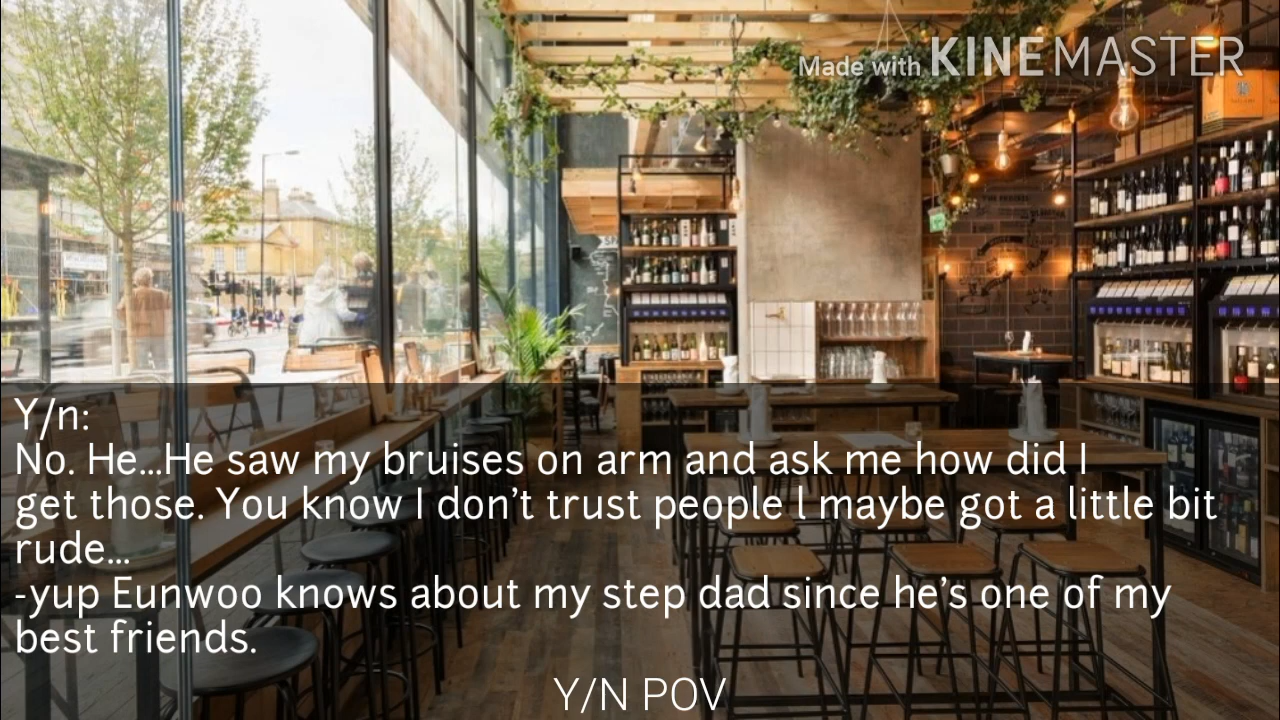 Made with KINEMASTER
Y/n:
No. He...He saw my bruises on arm and ask me how did I
get those. You know I don’t trust people l maybe got a little bit
rude...
-yup Eunwoo knows about my step dad since he’s one of my
best friends.
Y/N POV